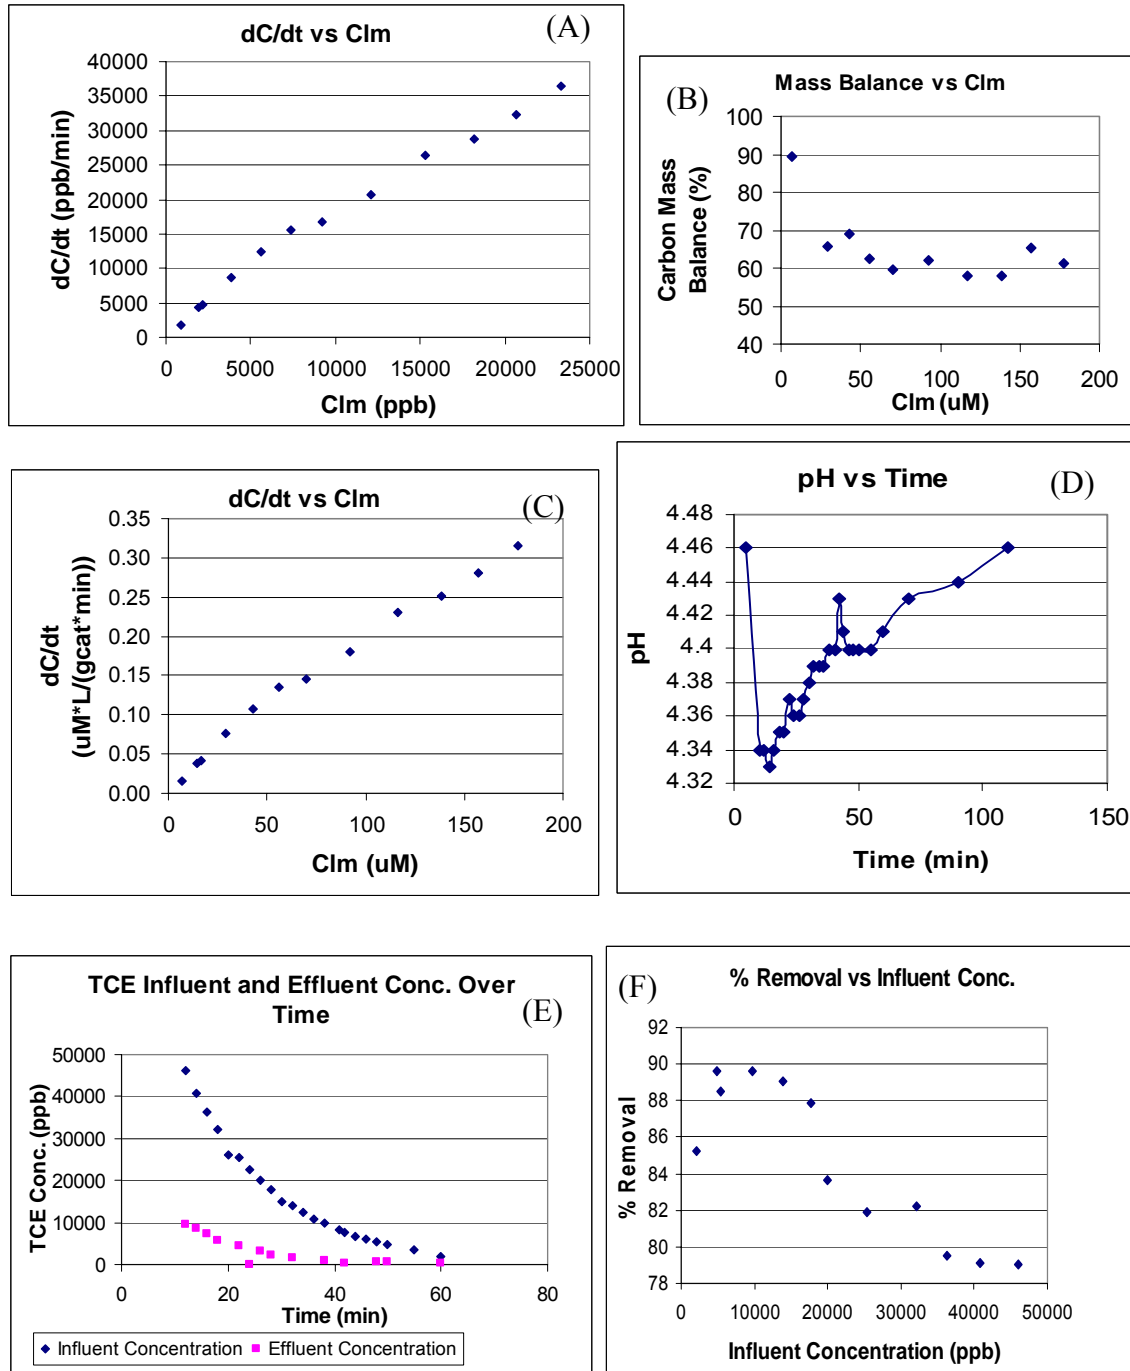 dC/dt vs Clm
(A)
40000
35000
30000
25000
20000
15000
10000
5000
0
dC/dt (ppb/min)
0 5000 10000 15000 20000 25000
Clm (ppb)
Mass Balance vs Clm
(B)
100
90
80
70
60
50
40
Carbon Mass
Balance (%)
0 50 100 150 200
Clm (uM)
dC/dt vs Clm
(C)
0.35
0.30
0.25
0.20
0.15
0.10
0.05
0.00
dC/dt
(uM*L/(gcat*min))
0 50 100 150 200
Clm (uM)
pH vs Time
(D)
4.48
4.46
4.44
4.42
4.4
4.38
4.36
4.34
4.32
pH
0 50 100 150
Time (min)
TCE Influent and Effluent Conc. Over
Time
(E)
50000
40000
30000
20000
10000
0
TCE Conc. (ppb)
0 20 40 60 80
Time (min)
Influent Concentration Effluent Concentration
(F)
% Removal vs Influent Conc.
92
90
88
86
84
82
80
78
% Removal
0 10000 20000 30000 40000 50000
Influent Concentration (ppb)